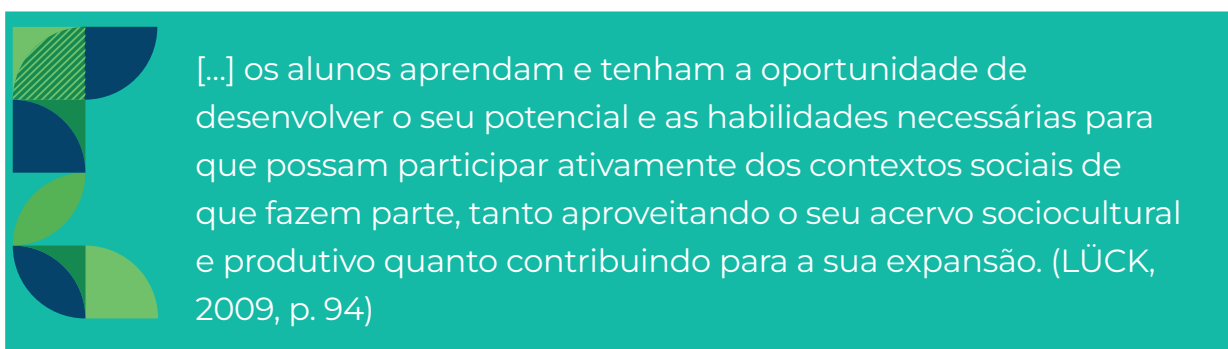 [...] os alunos aprendam e tenham a oportunidade de
desenvolver o seu potencial e as habilidades necessárias para
que possam participar ativamente dos contextos sociais de
que fazem parte, tanto aproveitando o seu acervo sociocultural
e produtivo quanto contribuindo para a sua expansão. (LÜCK,
2009, p. 94)